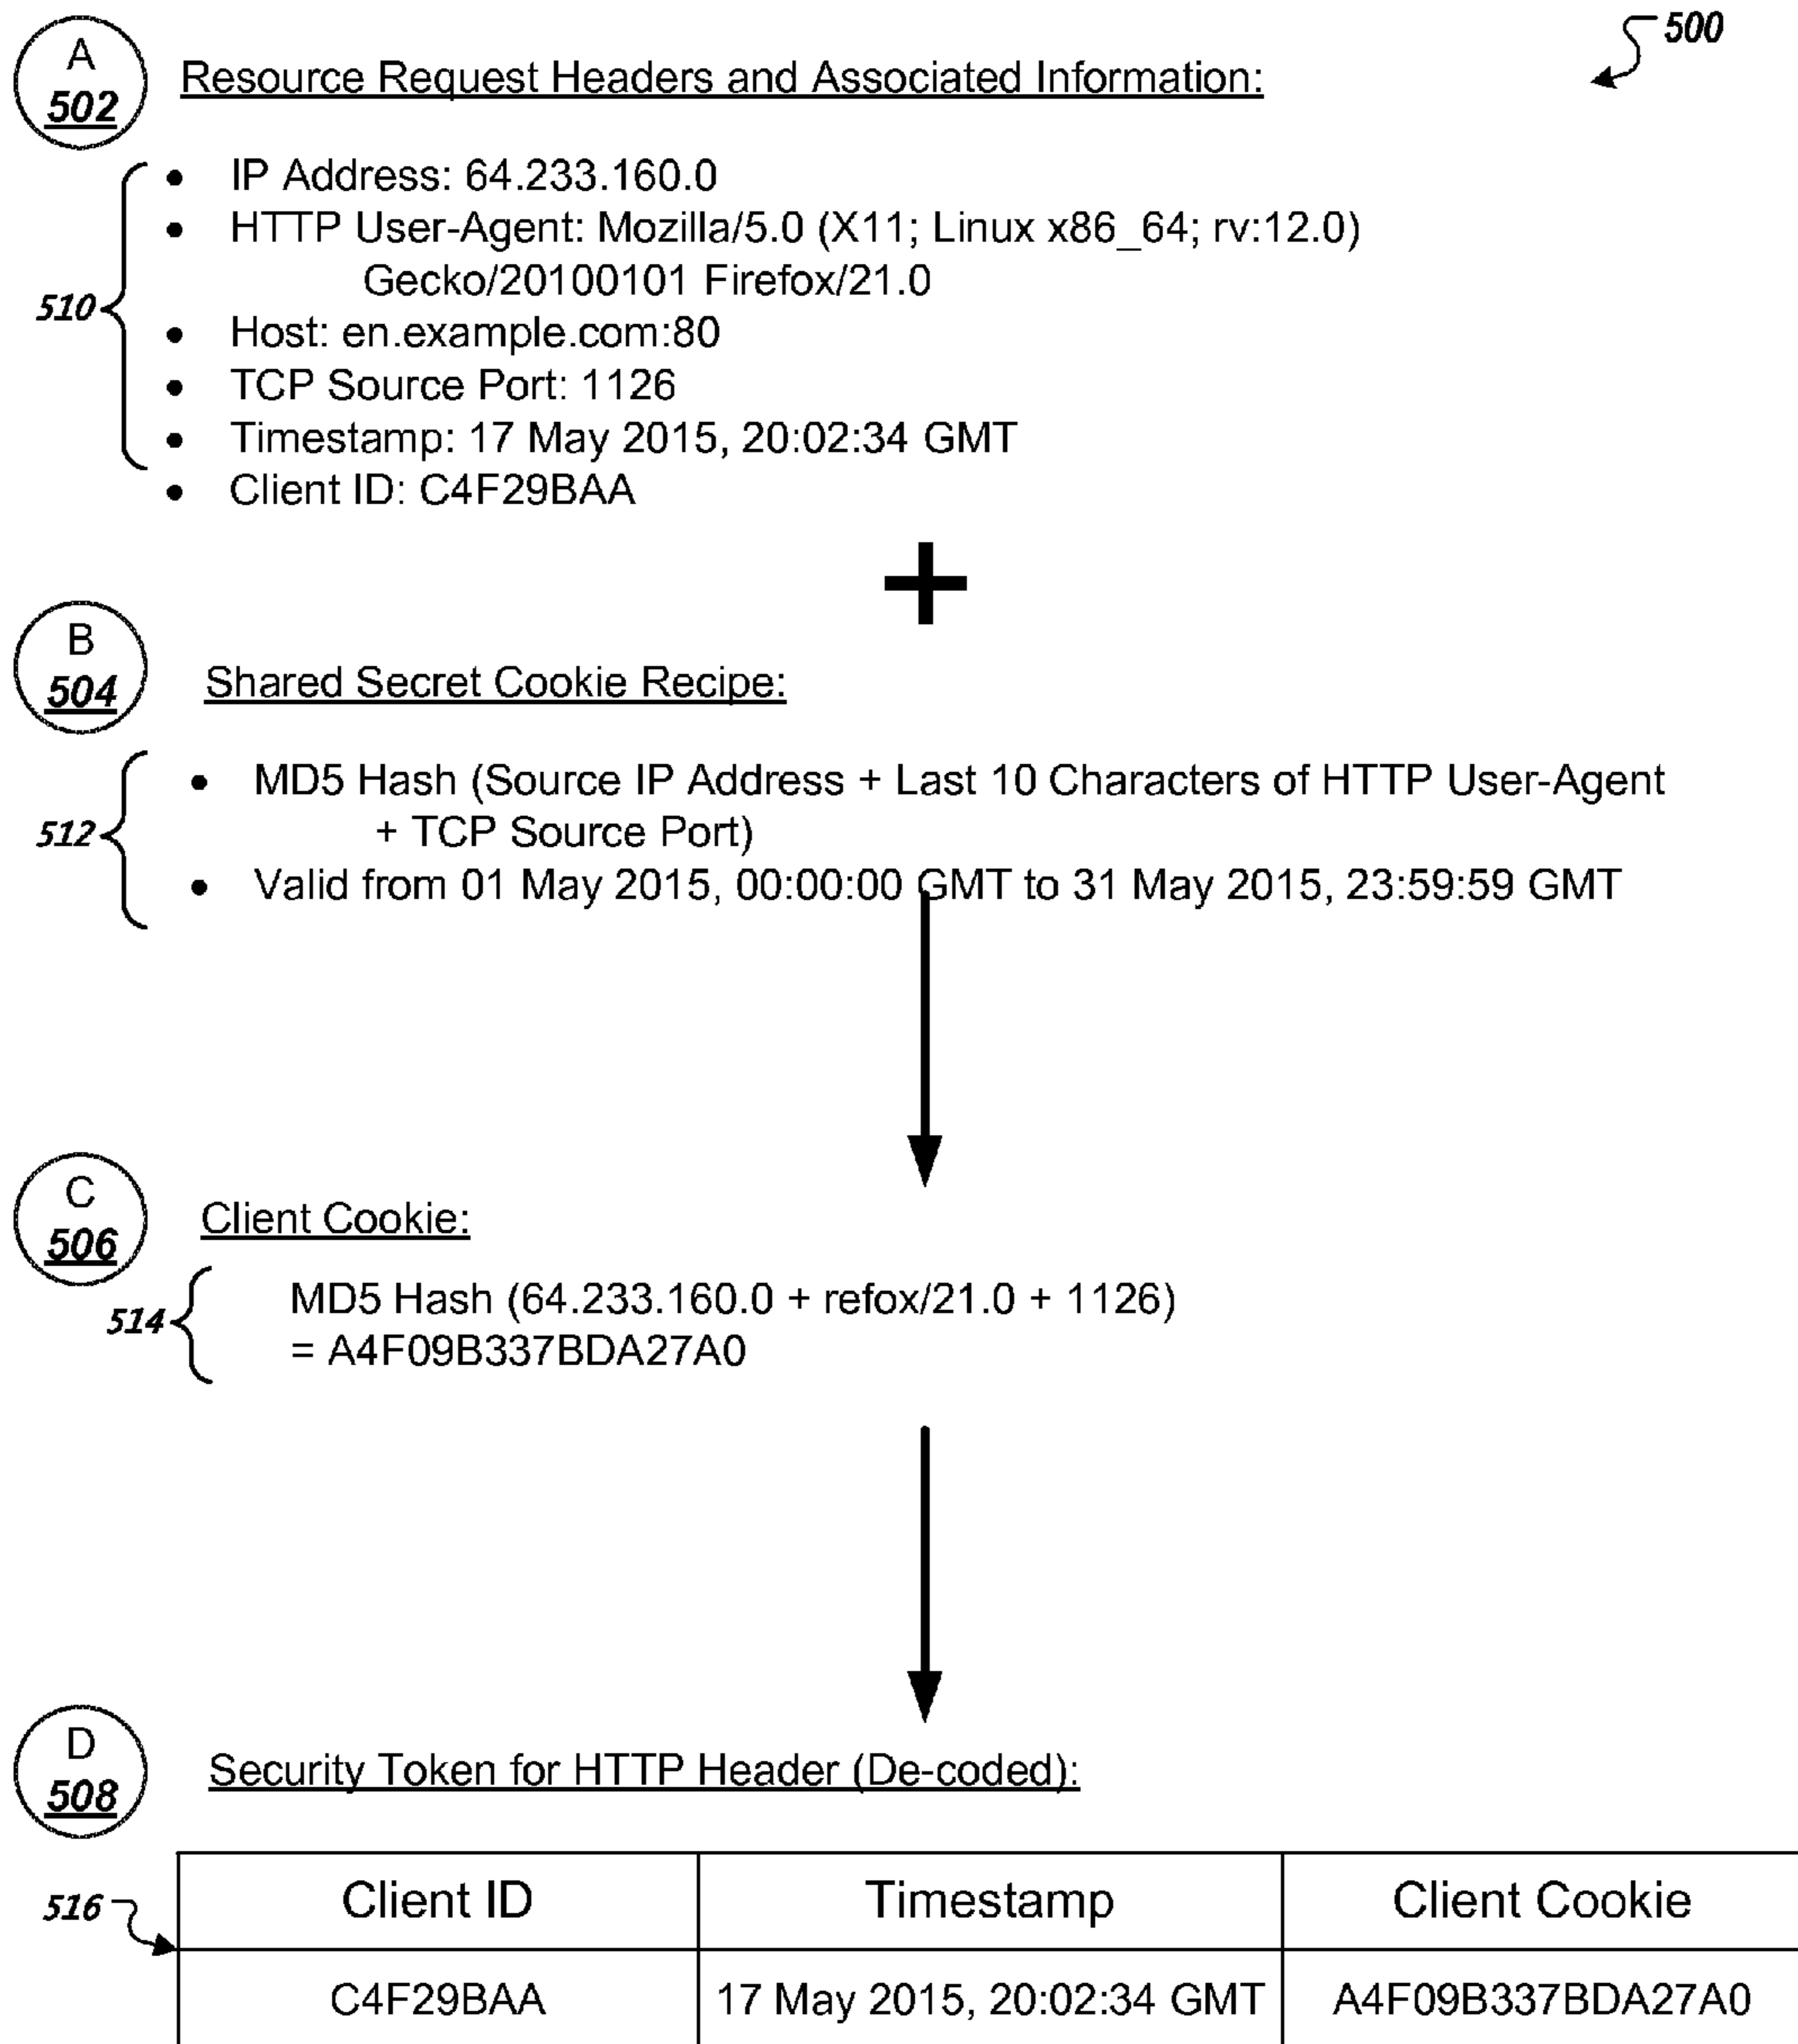 500
A
502
Resource Request Headers and Associated Information:
510
• IP Address: 64.233.160.0
• HTTP User-Agent: Mozilla/5.0 (X11; Linux x86_64; rv:12.0)
Gecko/20100101 Firefox/21.0
• Host: en.example.com:80
• TCP Source Port: 1126
• Timestamp: 17 May 2015, 20:02:34 GMT
• Client ID: C4F29BAA
+
B
504
Shared Secret Cookie Recipe:
512
• MD5 Hash (Source IP Address + Last 10 Characters of HTTP User-Agent
+ TCP Source Port)
• Valid from 01 May 2015, 00:00:00 GMT to 31 May 2015, 23:59:59 GMT
C
506
Client Cookie:
514
MD5 Hash (64.233.160.0 + refox/21.0 + 1126)
= A4F09B337BDA27A0
D
508
Security Token for HTTP Header (De-coded):
516
Client ID Timestamp Client Cookie
C4F29BAA 17 May 2015, 20:02:34 GMT A4F09B337BDA27A0